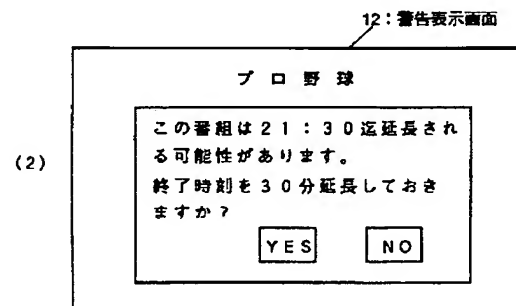 12：警告表示画面
プロ野球
(2)
この番組は21：30迄延長され
る可能性があります。
終了時刻を30分延長しておき
ますか？
YES NO